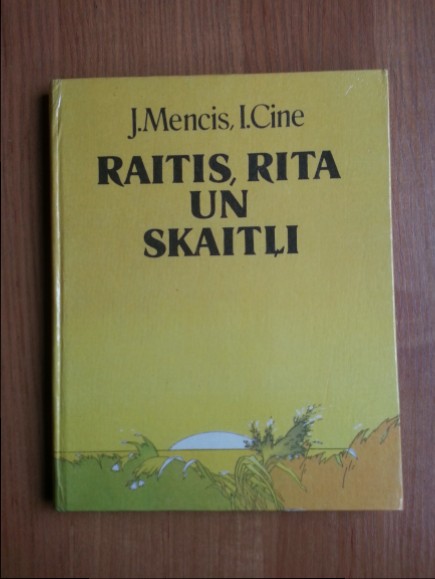 J.Mencis, I.Cine
RAITIS, RITA
UN
SKAITĻI